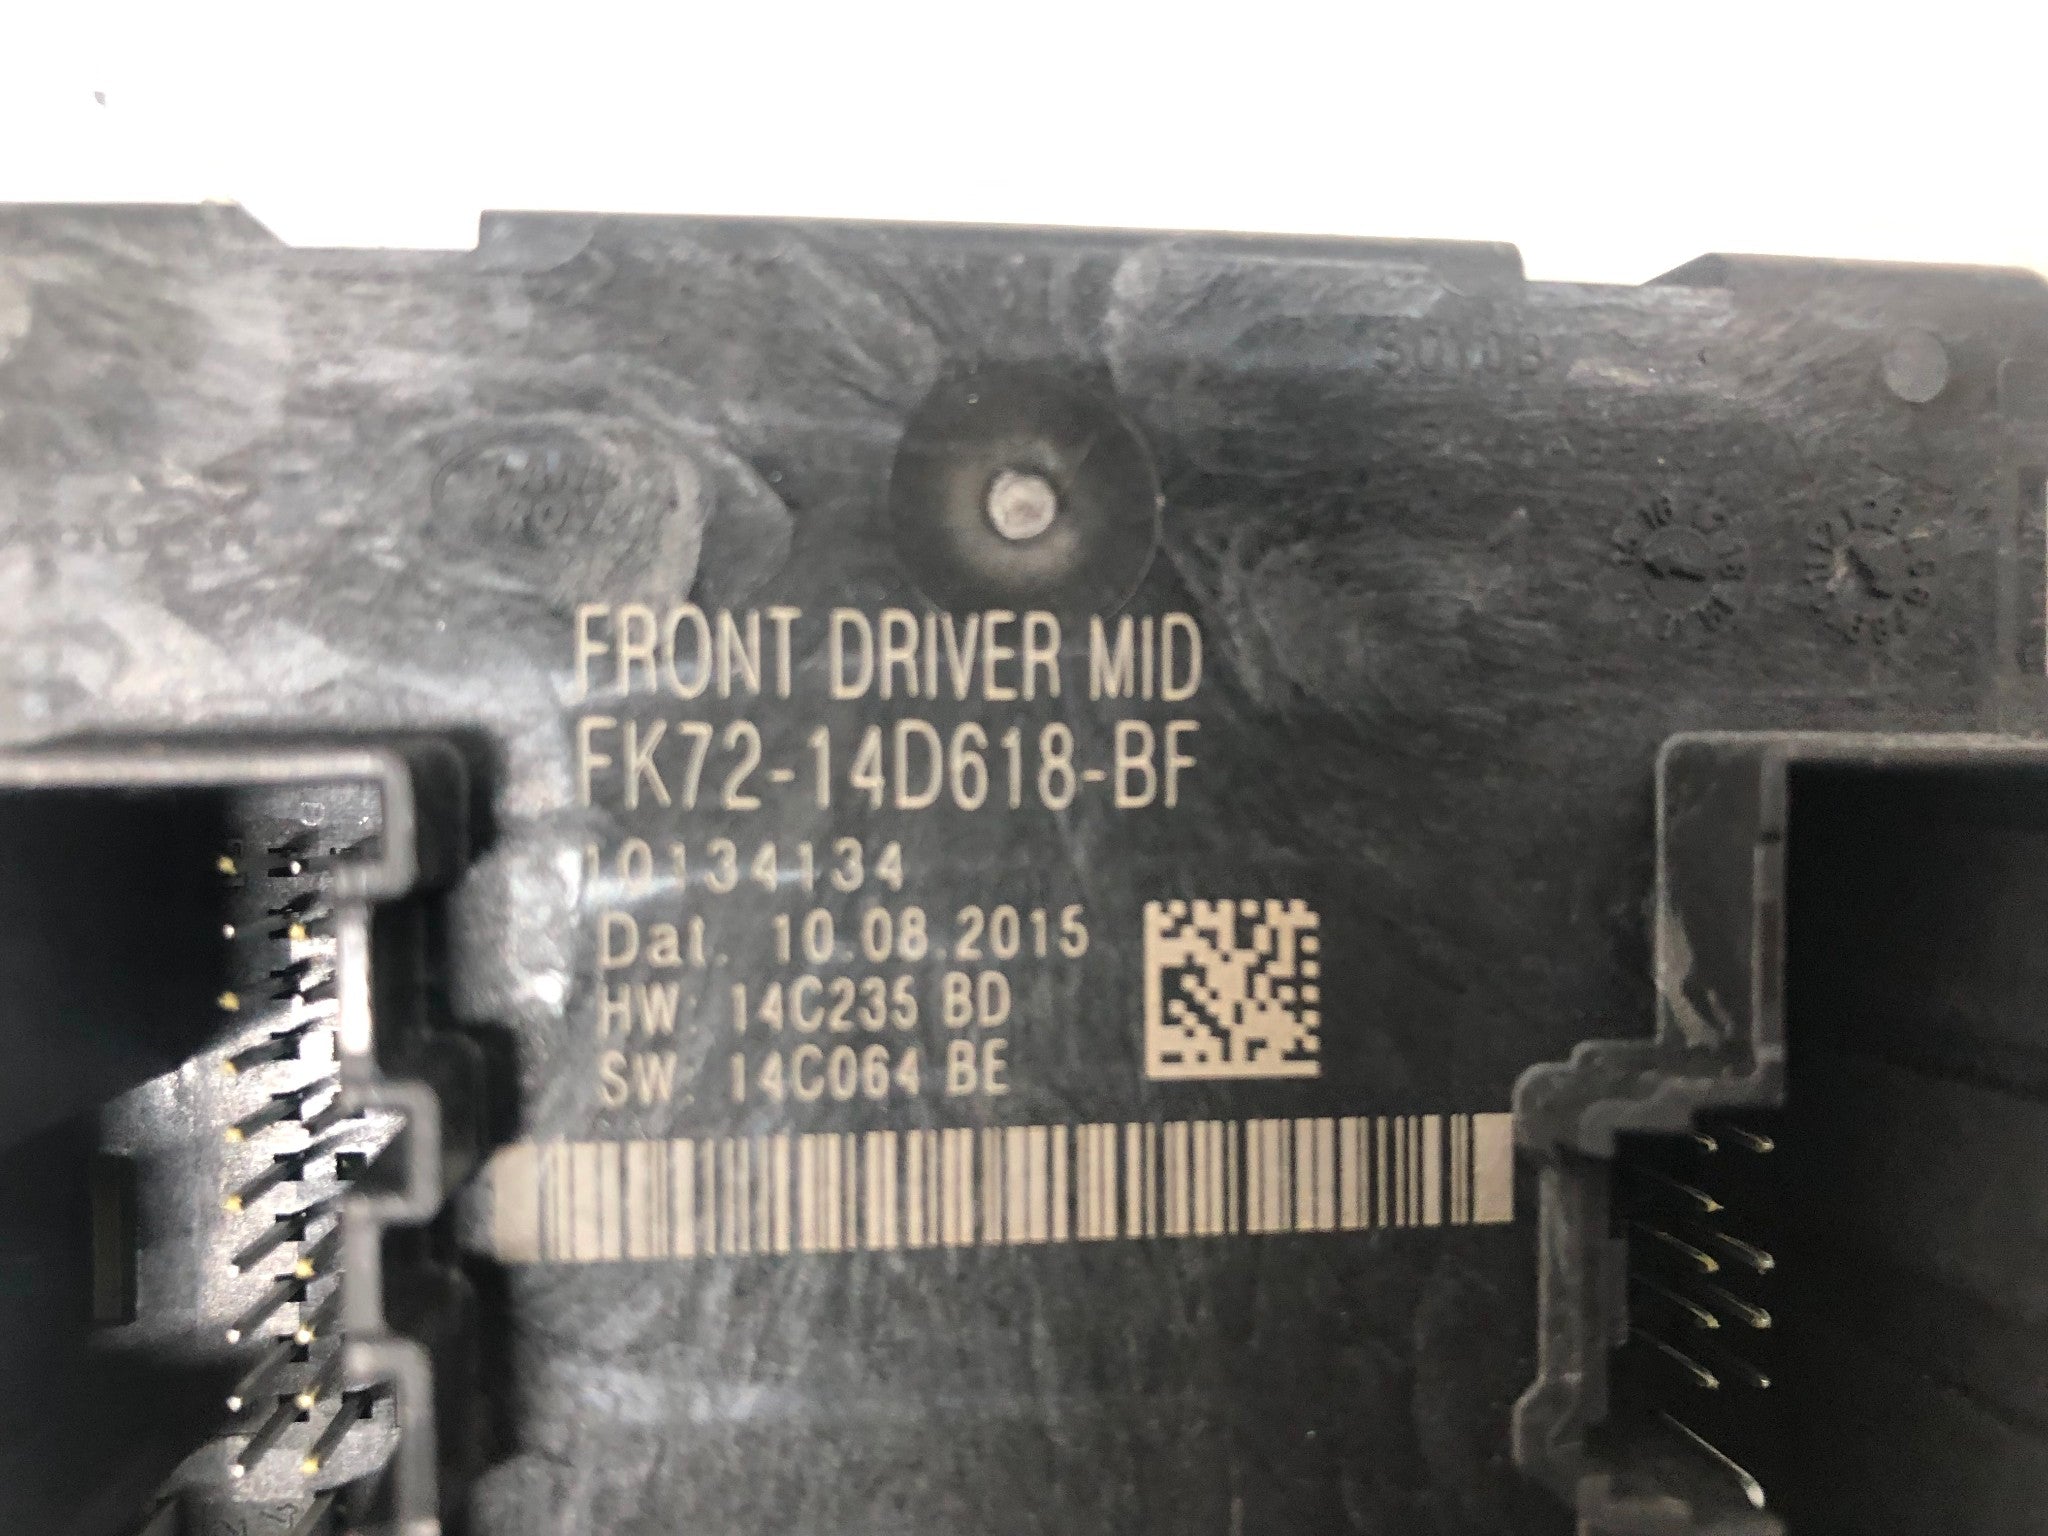 FRONT DRIVER MID
FK72-14D618-BF
10134134
Dat. 10.08.2015
HW: 14C235 BD
SW: 14C064 BE